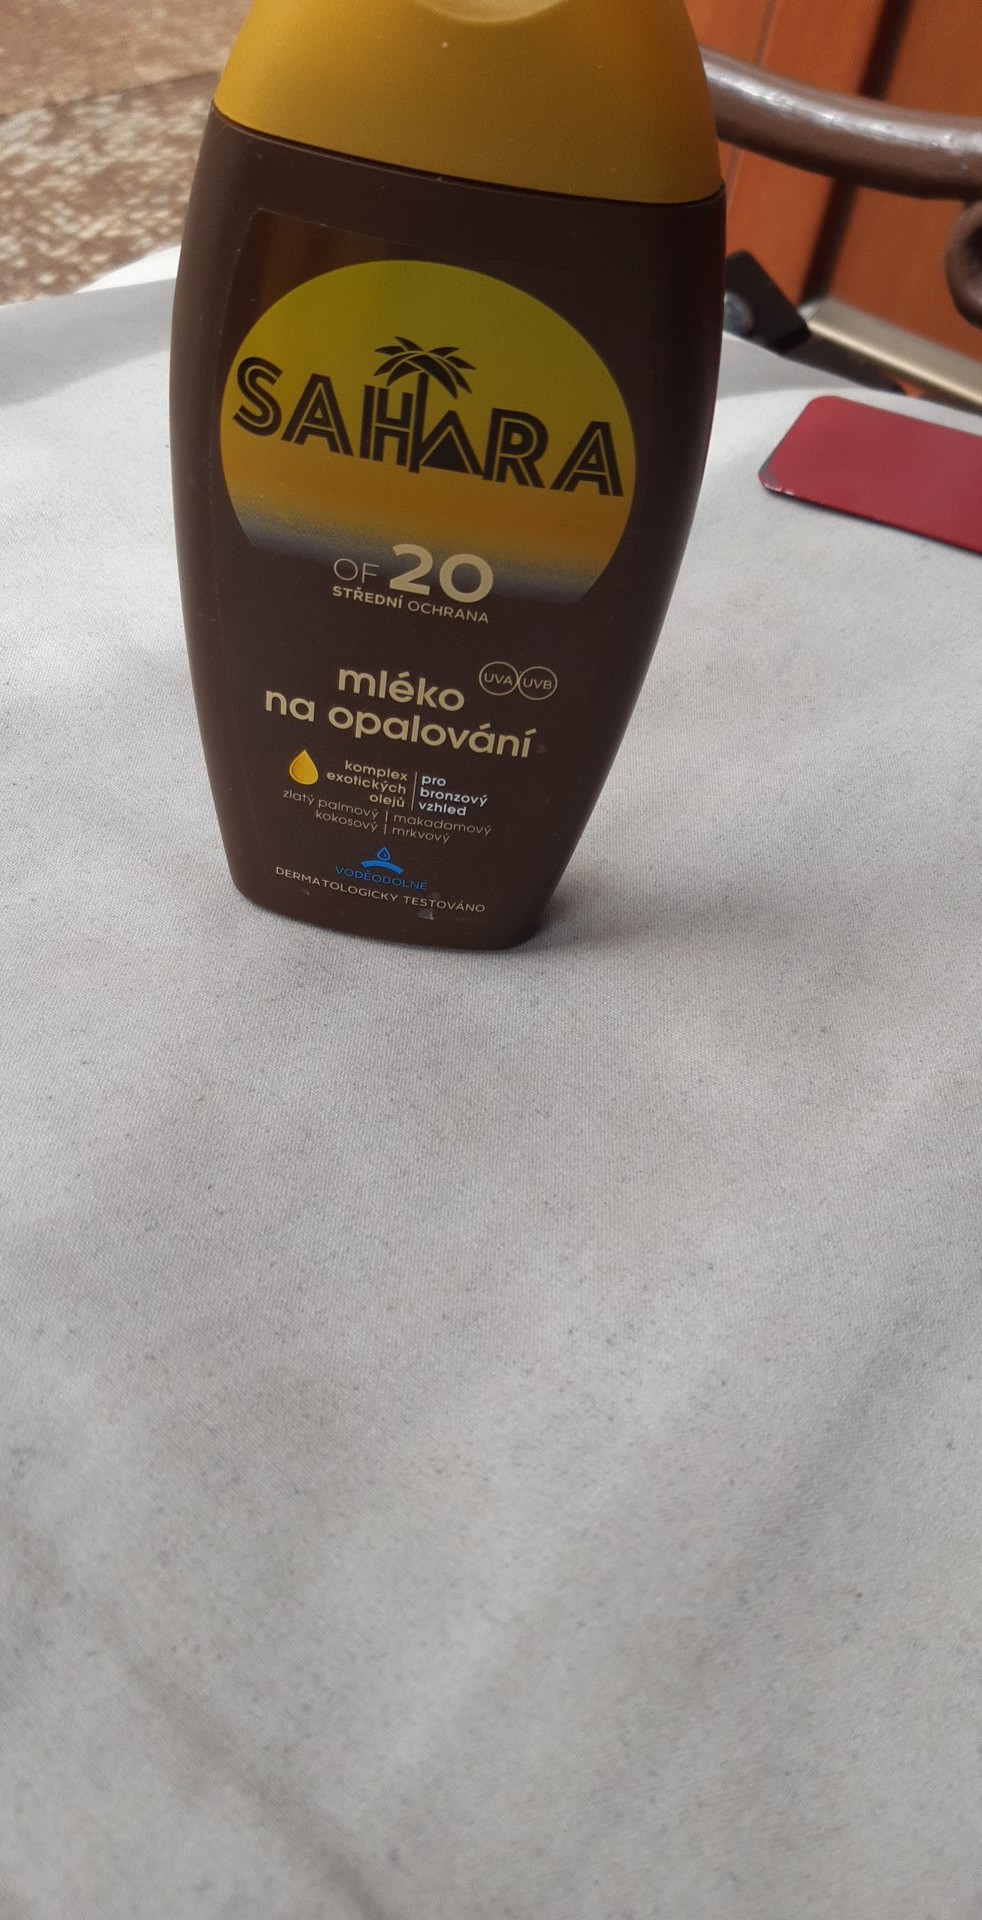 SAHARA
OF 20
STŘEDNÍ OCHRANA
UVA UVB
mléko
na opalování
komplex
exotických
olejů
pro
bronzový
vzhled
zlatý palmový | makadamový
kokosový | mrkvový
VODĚODOLNÉ
DERMATOLOGICKY TESTOVÁNO